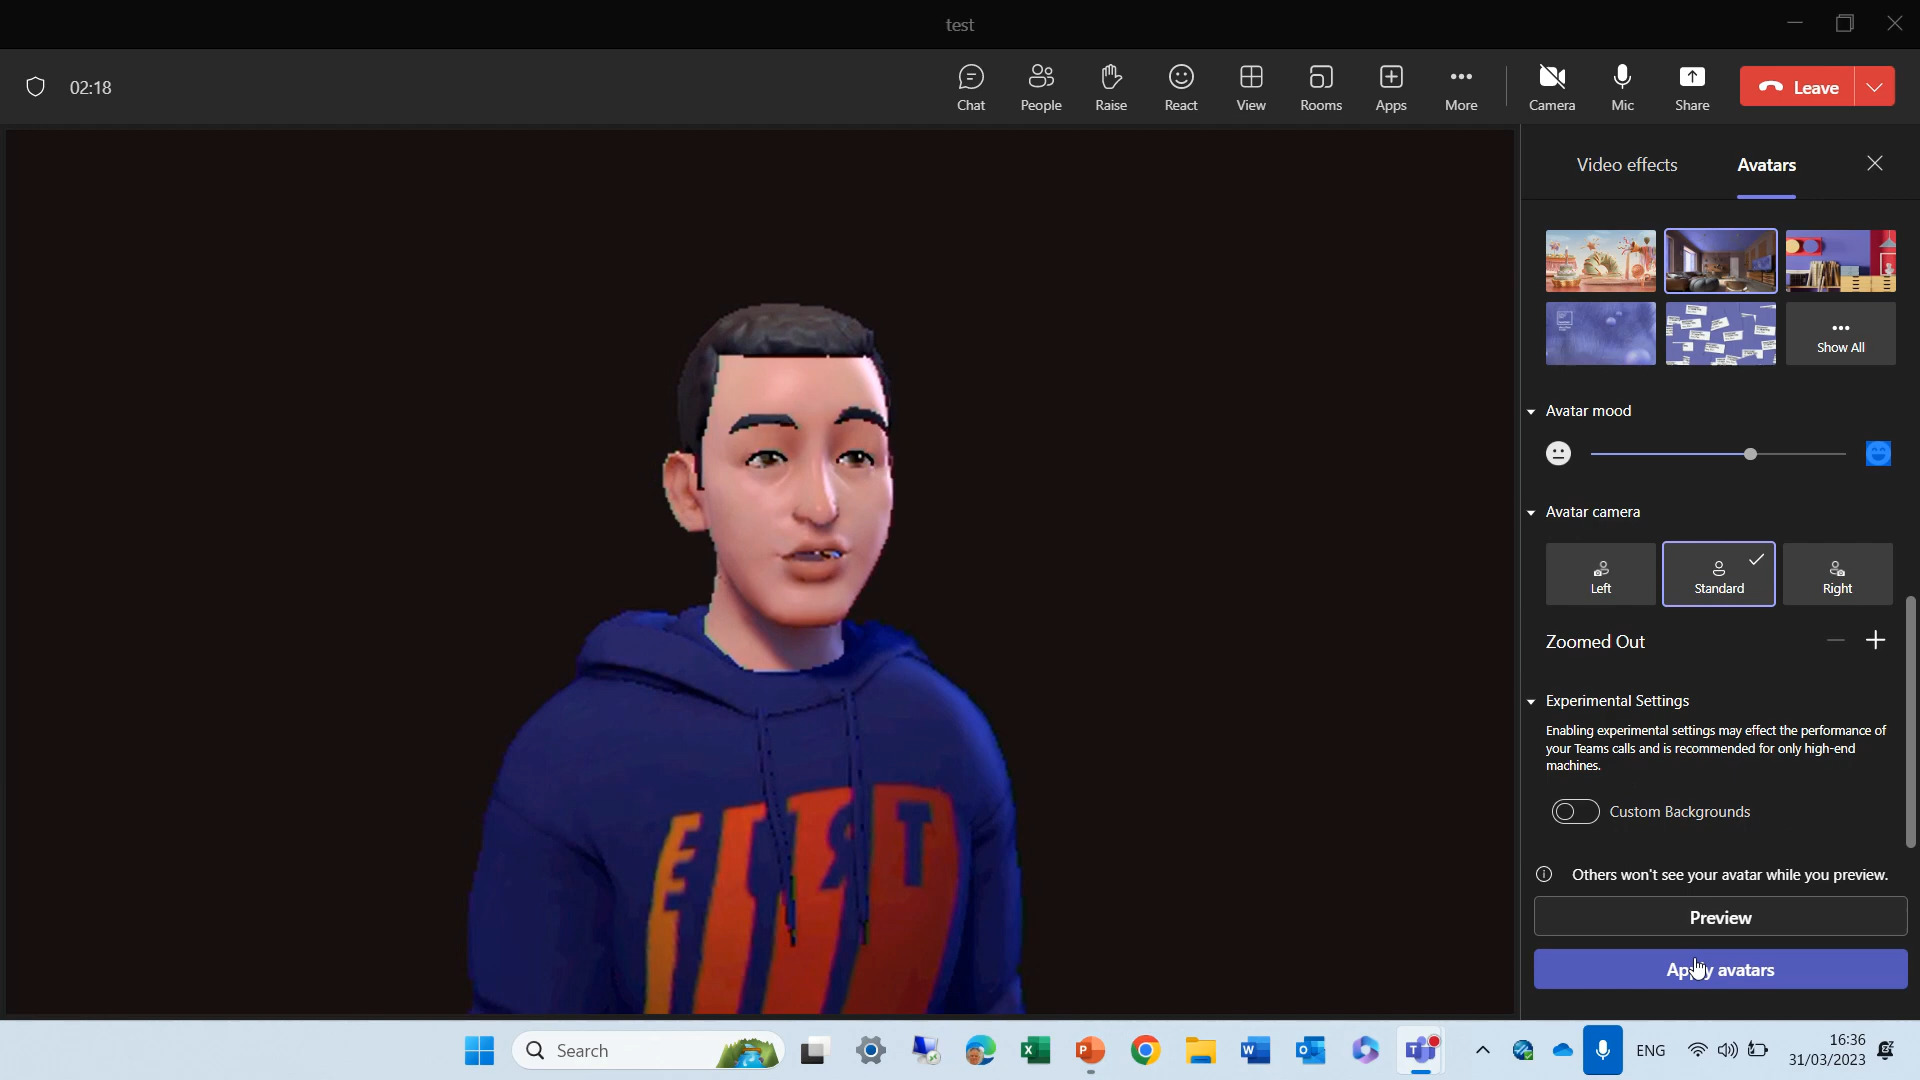 test
02:18
Chat
People
Raise
React
View
Rooms
Apps
More
Camera
Mic
Share
Leave
Video effects
Avatars
Show All
Avatar mood
Avatar camera
Left
Standard
Right
Zoomed Out
Experimental Settings
Enabling experimental settings may effect the performance of
your Teams calls and is recommended for only high-end
machines.
Custom Backgrounds
Others won't see your avatar while you preview.
Preview
Apply avatars
Search
ENG
16:36
31/03/2023